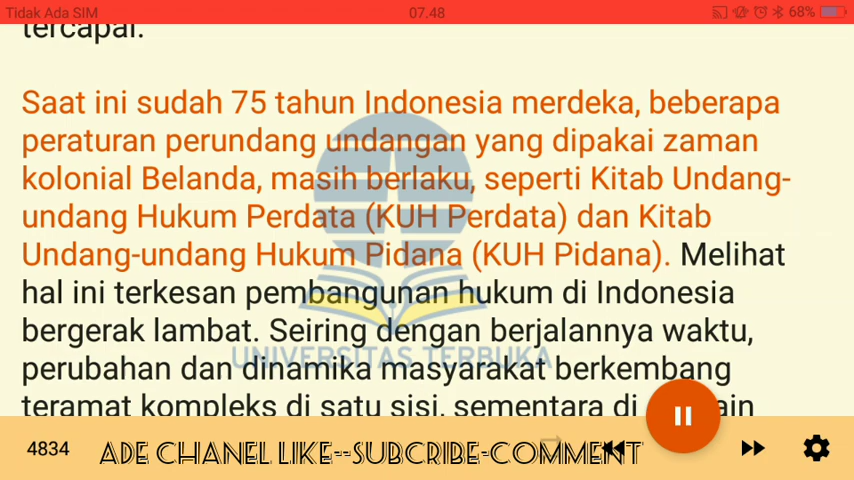 Tidak Ada SIM
07.48
68%
tercapai.
Saat ini sudah 75 tahun Indonesia merdeka, beberapa
peraturan perundang undangan yang dipakai zaman
kolonial Belanda, masih berlaku, seperti Kitab Undang-
undang Hukum Perdata (KUH Perdata) dan Kitab
Undang-undang Hukum Pidana (KUH Pidana). Melihat
hal ini terkesan pembangunan hukum di Indonesia
bergerak lambat. Seiring dengan berjalannya waktu,
UNIVERSITAS TERBUKA
perubahan dan dinamika masyarakat berkembang
teramat kompleks di satu sisi, sementara di ain
4834
ADE CHANEL LIKE--SUBCRIBE-COMMENT